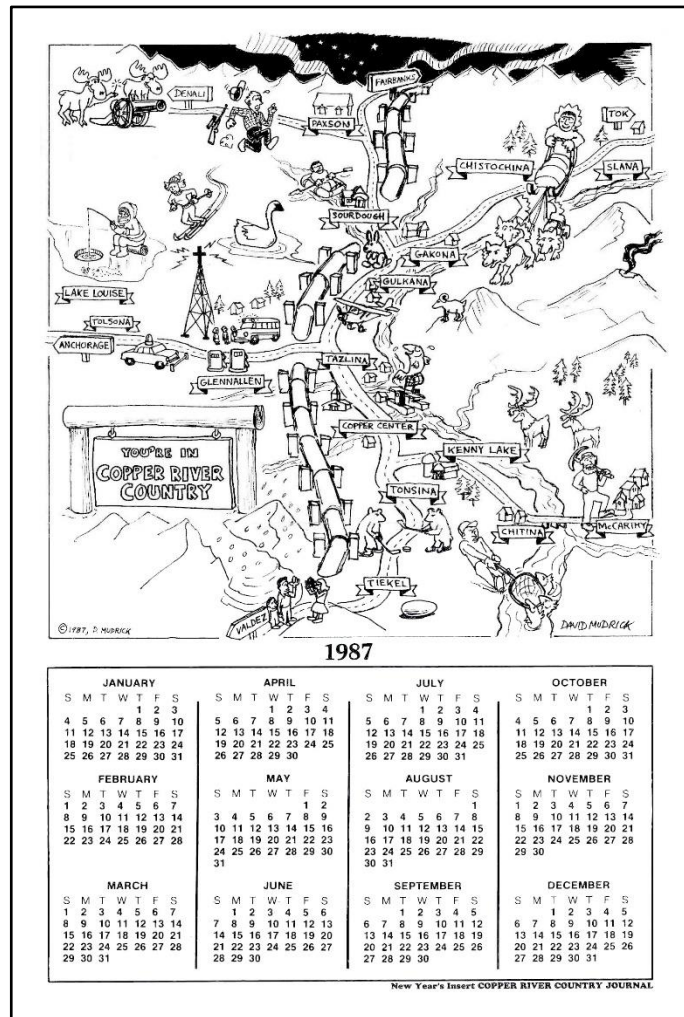 FAIRBANKS
DENALI
PAXSON
TOK
CHISTOCHINA
SLANA
SOURDOUGH
GAKONA
GULKANA
LAKE LOUISE
TOLSONA
ANCHORAGE
TAZLINA
GLENNALLEN
COPPER CENTER
YOU'RE IN
COPPER RIVER
COUNTRY
KENNY LAKE
TONSINA
CHITINA
McCARTHY
TIEKEL
VALDEZ
©1987, D. MUDRICK
DAVID MUDRICK
1987
JANUARY
S M T W T F S
1 2 3
4 5 6 7 8 9 10
11 12 13 14 15 16 17
18 19 20 21 22 23 24
25 26 27 28 29 30 31
FEBRUARY
S M T W T F S
1 2 3 4 5 6 7
8 9 10 11 12 13 14
15 16 17 18 19 20 21
22 23 24 25 26 27 28
MARCH
S M T W T F S
1 2 3 4 5 6 7
8 9 10 11 12 13 14
15 16 17 18 19 20 21
22 23 24 25 26 27 28
29 30 31
APRIL
S M T W T F S
1 2 3 4
5 6 7 8 9 10 11
12 13 14 15 16 17 18
19 20 21 22 23 24 25
26 27 28 29 30
MAY
S M T W T F S
1 2
3 4 5 6 7 8 9
10 11 12 13 14 15 16
17 18 19 20 21 22 23
24 25 26 27 28 29 30
31
JUNE
S M T W T F S
1 2 3 4 5 6
7 8 9 10 11 12 13
14 15 16 17 18 19 20
21 22 23 24 25 26 27
28 29 30
JULY
S M T W T F S
1 2 3 4
5 6 7 8 9 10 11
12 13 14 15 16 17 18
19 20 21 22 23 24 25
26 27 28 29 30 31
AUGUST
S M T W T F S
1
2 3 4 5 6 7 8
9 10 11 12 13 14 15
16 17 18 19 20 21 22
23 24 25 26 27 28 29
30 31
SEPTEMBER
S M T W T F S
1 2 3 4 5
6 7 8 9 10 11 12
13 14 15 16 17 18 19
20 21 22 23 24 25 26
27 28 29 30
OCTOBER
S M T W T F S
1 2 3
4 5 6 7 8 9 10
11 12 13 14 15 16 17
18 19 20 21 22 23 24
25 26 27 28 29 30 31
NOVEMBER
S M T W T F S
1 2 3 4 5 6 7
8 9 10 11 12 13 14
15 16 17 18 19 20 21
22 23 24 25 26 27 28
29 30
DECEMBER
S M T W T F S
1 2 3 4 5
6 7 8 9 10 11 12
13 14 15 16 17 18 19
20 21 22 23 24 25 26
27 28 29 30 31
New Year's Insert COPPER RIVER COUNTRY JOURNAL